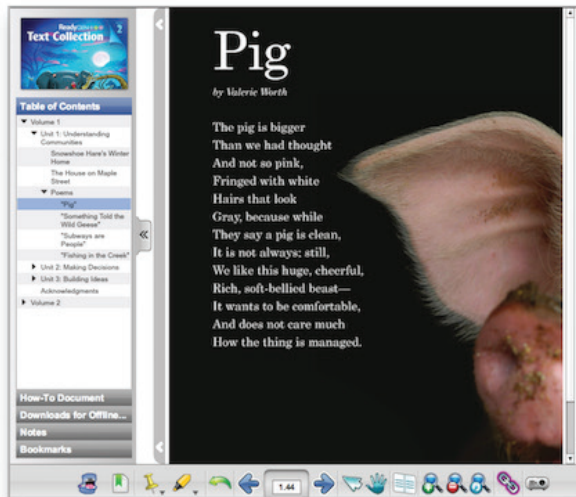 Ready
Text Collection
2
Table of Contents
Volume 1
Unit 1: Understanding
Communities
Snowshoe Hare's Winter
Home
The House on Maple
Street
Poems
"Pig"
"Something Told the
Wild Geese"
"Subways are
People"
"Fishing in the Creek"
Unit 2: Making Decisions
Unit 3: Building Ideas
Acknowledgments
Volume 2
How-To Document
Downloads for Offline...
Notes
Bookmarks
Pig
by Valerie Worth
The pig is bigger
Than we had thought
And not so pink,
Fringed with white
Hairs that look
Gray, because while
They say a pig is clean,
It is not always; still,
We like this huge, cheerful,
Rich, soft-bellied beast—
It wants to be comfortable,
And does not care much
How the thing is managed.
1.44